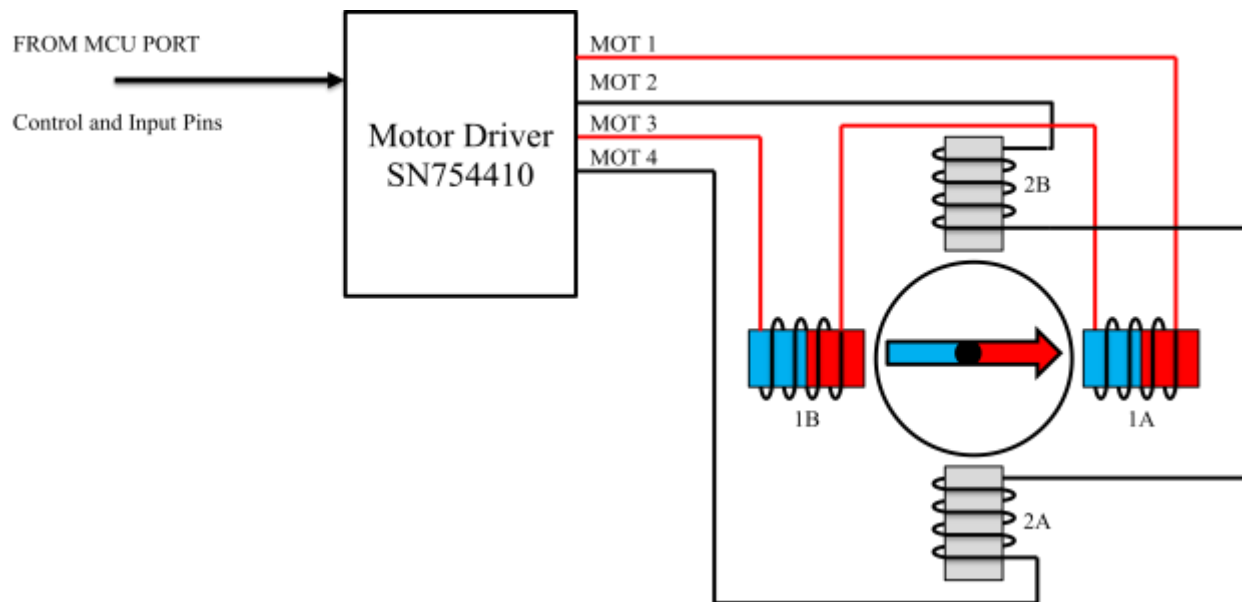 FROM MCU PORT
Control and Input Pins
Motor Driver
SN754410
MOT 1
MOT 2
MOT 3
MOT 4
2B
1B
1A
2A